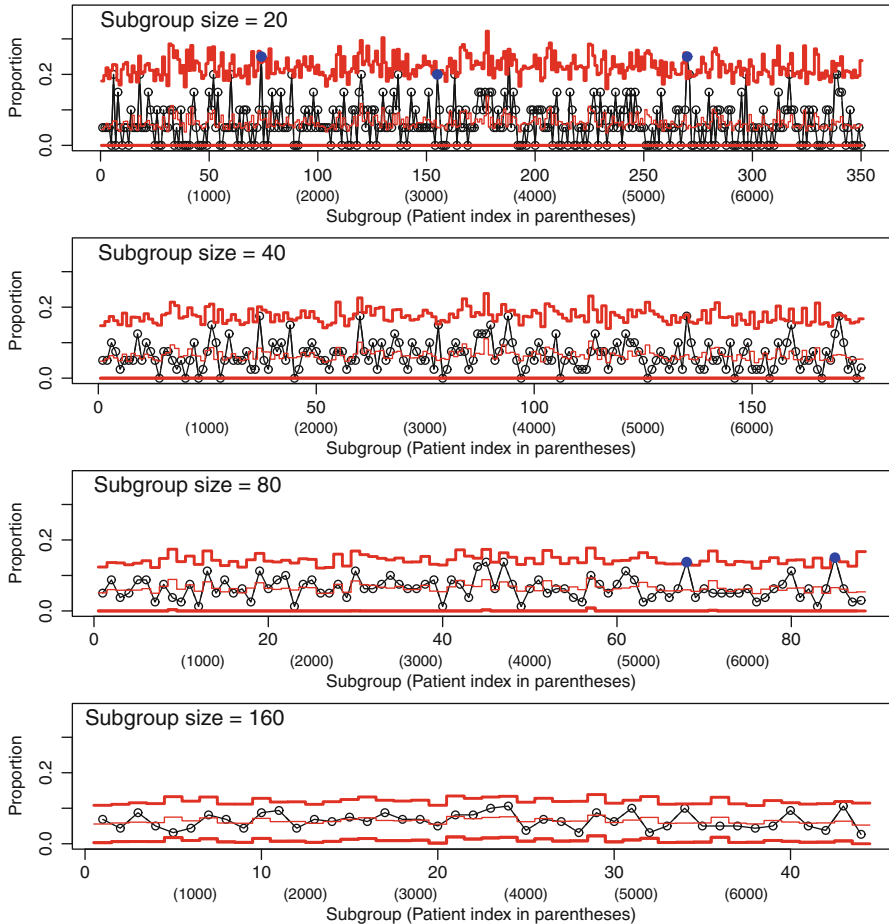 Subgroup size = 20
Proportion
0.0 0.2
0 50 100 150 200 250 300 350
(1000) (2000) (3000) (4000) (5000) (6000)
Subgroup (Patient index in parentheses)
Subgroup size = 40
Proportion
0.0 0.2
0 50 100 150
(1000) (2000) (3000) (4000) (5000) (6000)
Subgroup (Patient index in parentheses)
Subgroup size = 80
Proportion
0.0 0.2
0 20 40 60 80
(1000) (2000) (3000) (4000) (5000) (6000)
Subgroup (Patient index in parentheses)
Subgroup size = 160
Proportion
0.0 0.2
0 10 20 30 40
(1000) (2000) (3000) (4000) (5000) (6000)
Subgroup (Patient index in parentheses)